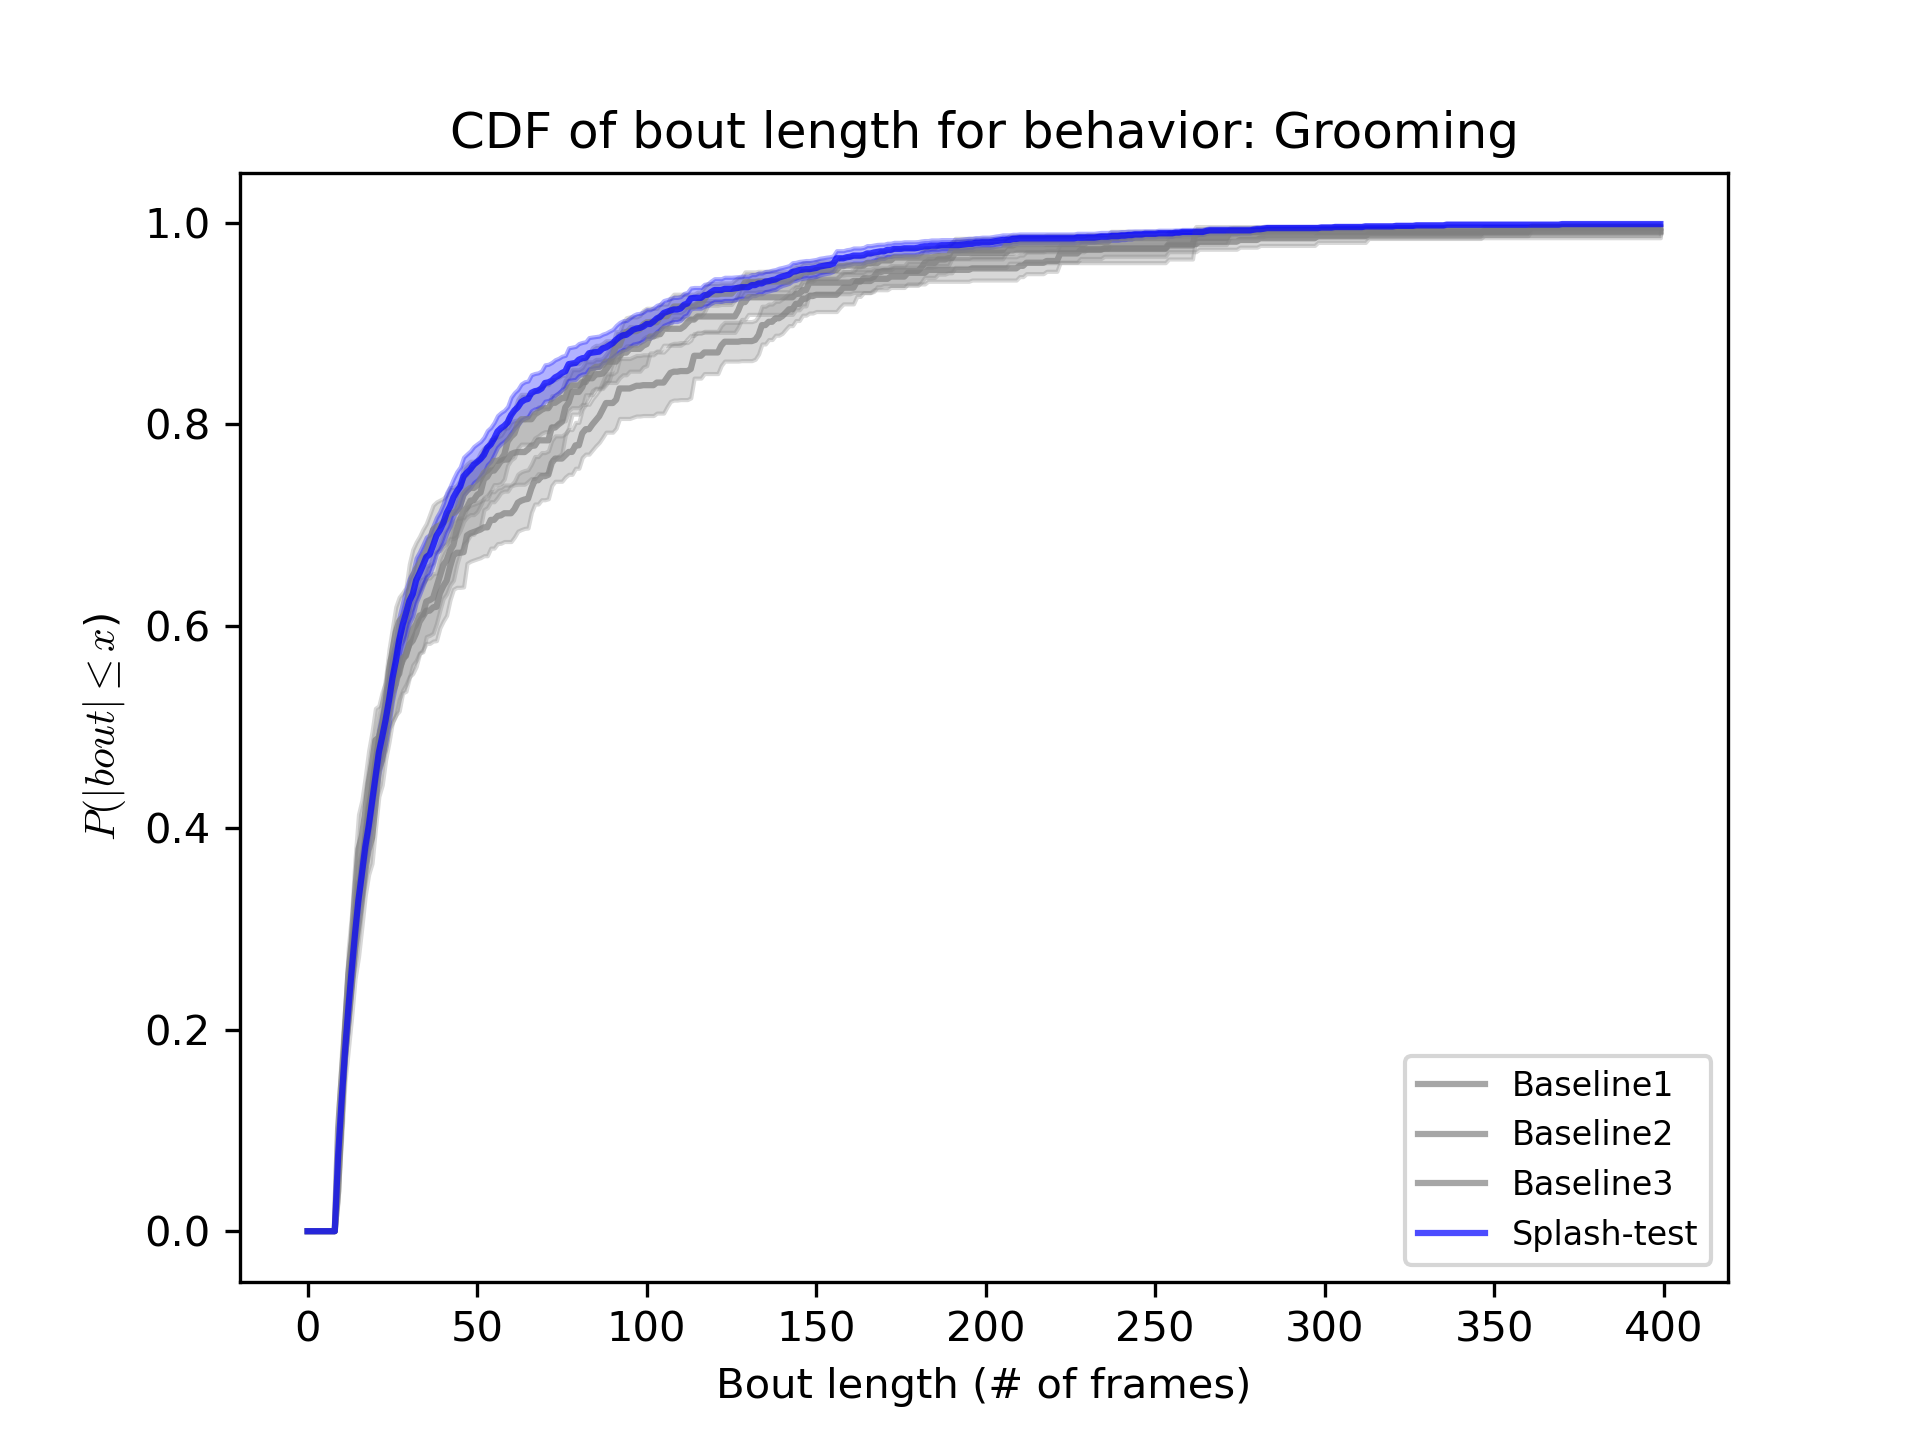 CDF of bout length for behavior: Grooming
P(|bout| ≤ x)
1.0
0.8
0.6
0.4
0.2
0.0
0 50 100 150 200 250 300 350 400
Bout length (# of frames)
Baseline1
Baseline2
Baseline3
Splash-test